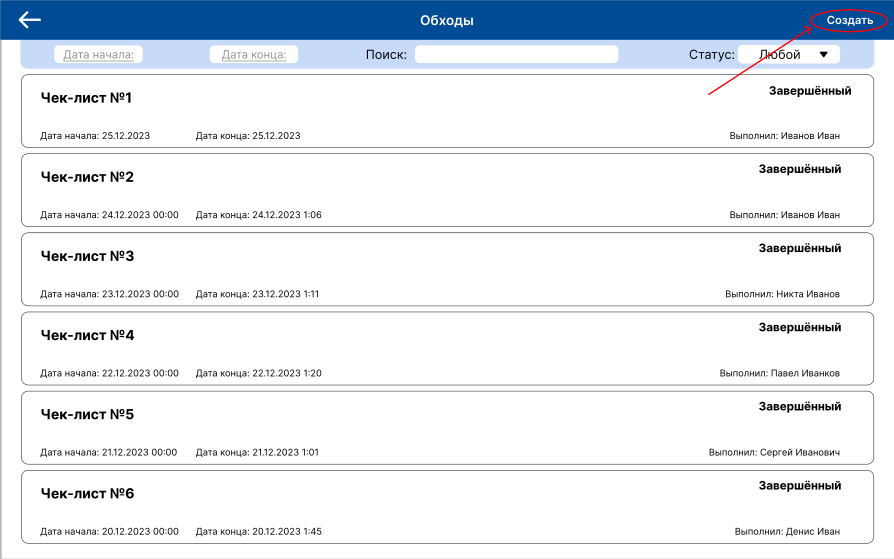 Обходы
Создать
Дата начала: Дата конца: Поиск: Статус: Любой
Чек-лист №1 Завершённый
Дата начала: 25.12.2023 Дата конца: 25.12.2023 Выполнил: Иванов Иван
Чек-лист №2 Завершённый
Дата начала: 24.12.2023 00:00 Дата конца: 24.12.2023 1:06 Выполнил: Иванов Иван
Чек-лист №3 Завершённый
Дата начала: 23.12.2023 00:00 Дата конца: 23.12.2023 1:11 Выполнил: Никта Иванов
Чек-лист №4 Завершённый
Дата начала: 22.12.2023 00:00 Дата конца: 22.12.2023 1:20 Выполнил: Павел Иванков
Чек-лист №5 Завершённый
Дата начала: 21.12.2023 00:00 Дата конца: 21.12.2023 1:01 Выполнил: Сергей Иванович
Чек-лист №6 Завершённый
Дата начала: 20.12.2023 00:00 Дата конца: 20.12.2023 1:45 Выполнил: Денис Иван